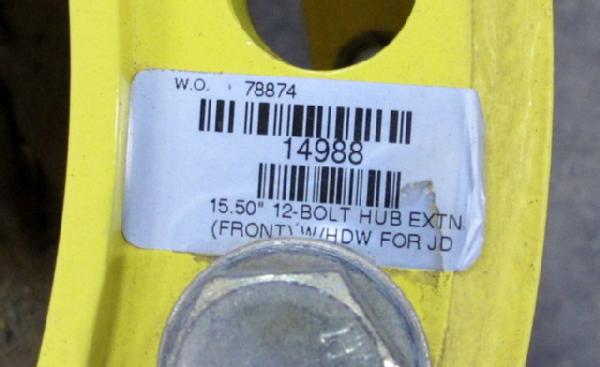 W.O. 78874
14988
15.50" 12-BOLT HUB EXTN
(FRONT) W/HDW FOR JD